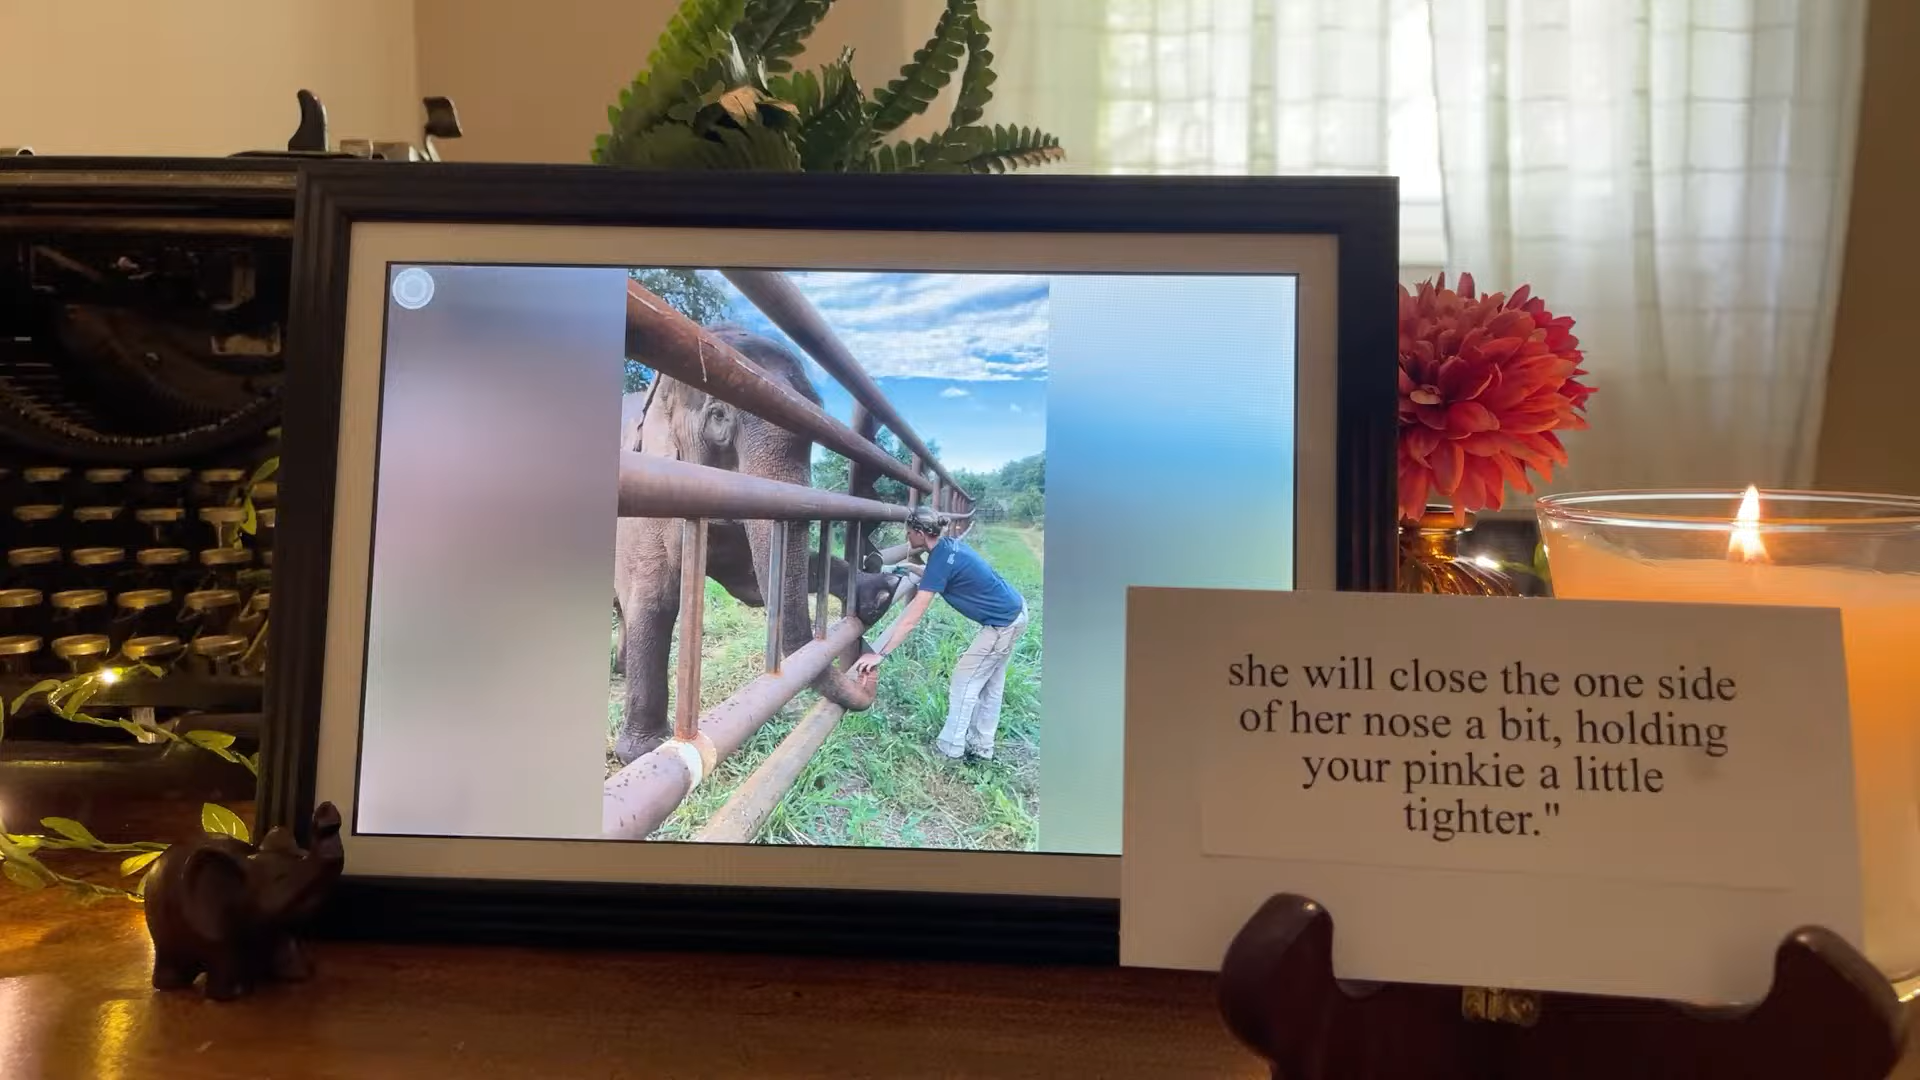 she will close the one side
of her nose a bit, holding
your pinkie a little
tighter."